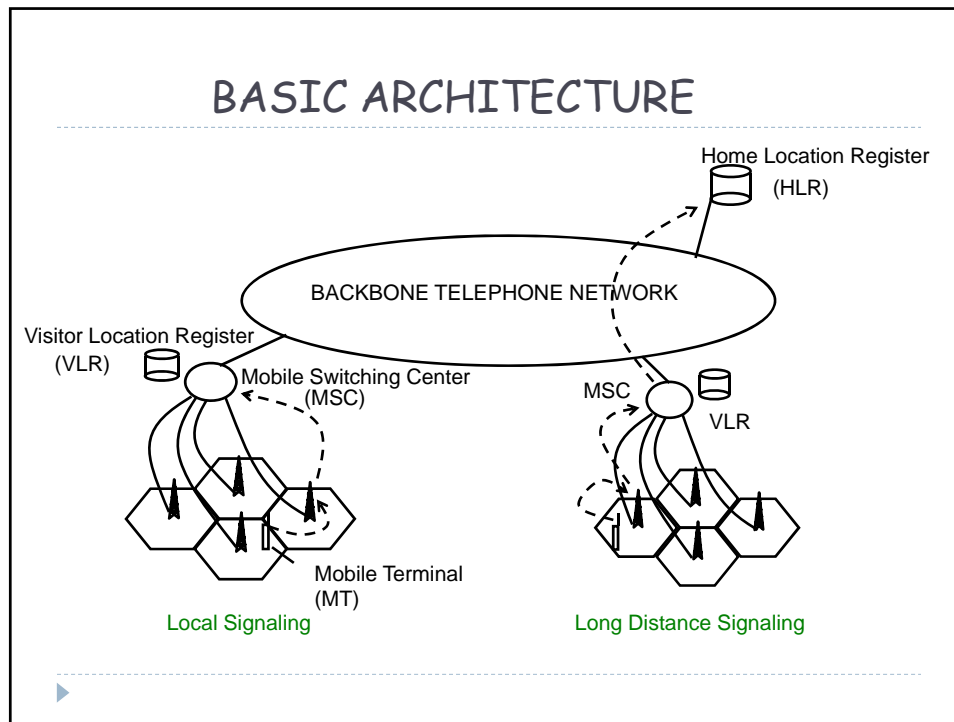 BASIC ARCHITECTURE
Home Location Register
(HLR)
BACKBONE TELEPHONE NETWORK
Visitor Location Register
(VLR)
Mobile Switching Center
(MSC)
MSC
VLR
Mobile Terminal
(MT)
Local Signaling
Long Distance Signaling